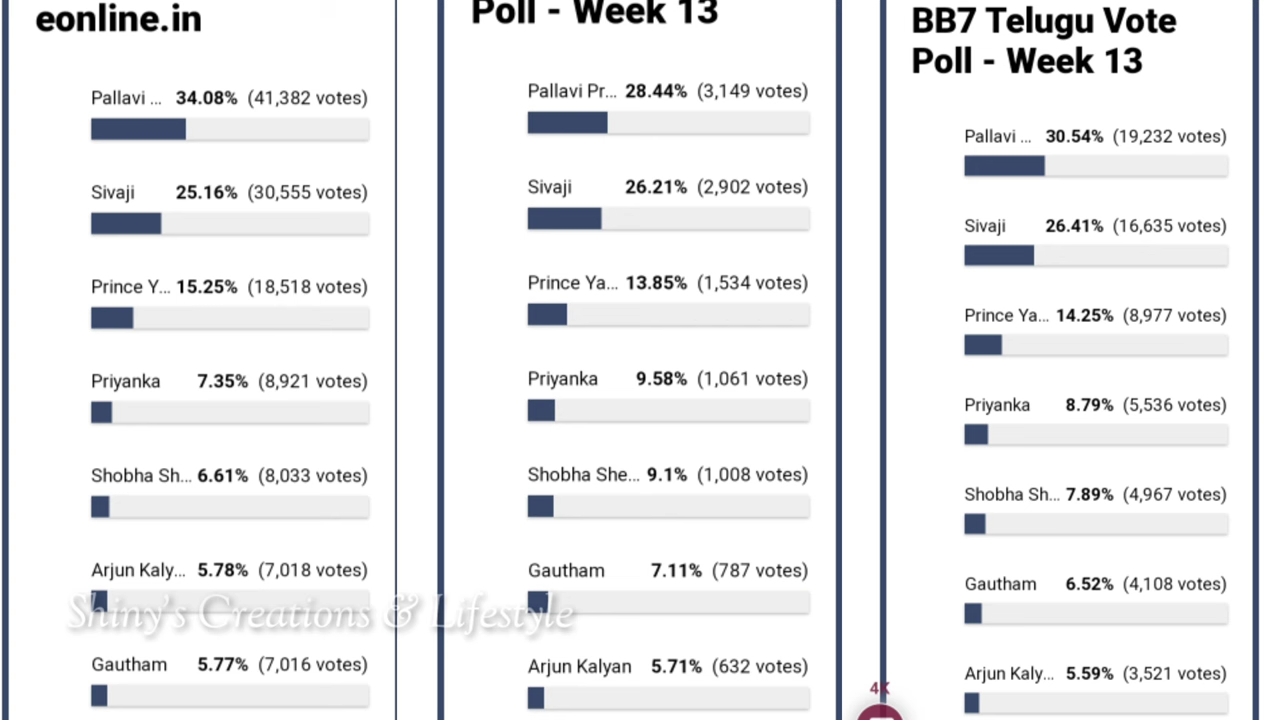 eonline.in
Pallavi ... 34.08% (41,382 votes)
Sivaji 25.16% (30,555 votes)
Prince Y... 15.25% (18,518 votes)
Priyanka 7.35% (8,921 votes)
Shobha Sh... 6.61% (8,033 votes)
Arjun Kaly... 5.78% (7,018 votes)
Gautham 5.77% (7,016 votes)
Poll - Week 13
Pallavi Pr... 28.44% (3,149 votes)
Sivaji 26.21% (2,902 votes)
Prince Ya... 13.85% (1,534 votes)
Priyanka 9.58% (1,061 votes)
Shobha She... 9.1% (1,008 votes)
Gautham 7.11% (787 votes)
Arjun Kalyan 5.71% (632 votes)
BB7 Telugu Vote
Poll - Week 13
Pallavi ... 30.54% (19,232 votes)
Sivaji 26.41% (16,635 votes)
Prince Ya... 14.25% (8,977 votes)
Priyanka 8.79% (5,536 votes)
Shobha Sh... 7.89% (4,967 votes)
Gautham 6.52% (4,108 votes)
Arjun Kaly... 5.59% (3,521 votes)
Shiny's Creations & Lifestyle
4K